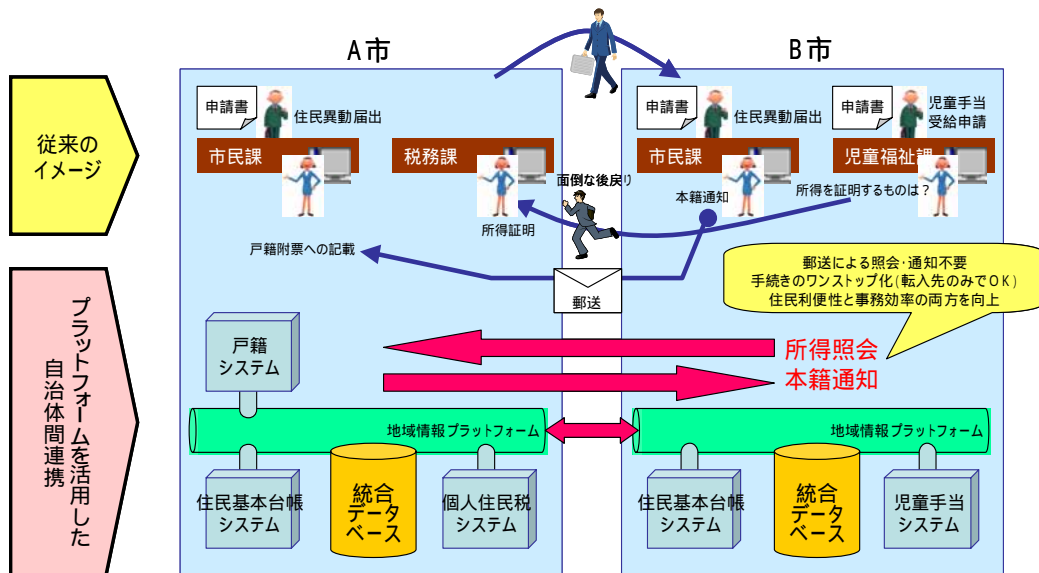 A市
B市
従来の
イメージ
申請書
住民異動届出
市民課
税務課
申請書
住民異動届出
市民課
申請書
児童手当
受給申請
児童福祉課
面倒な後戻り
本籍通知
所得を証明するものは？
所得証明
戸籍附票への記載
郵送
郵送による照会・通知不要
手続きのワンストップ化(転入先のみでOK)
住民利便性と事務効率の両方を向上
プラットフォームを活用した
自治体間連携
戸籍
システム
所得照会
本籍通知
地域情報プラットフォーム
地域情報プラットフォーム
住民基本台帳
システム
統合
データ
ベース
個人住民税
システム
住民基本台帳
システム
統合
データ
ベース
児童手当
システム